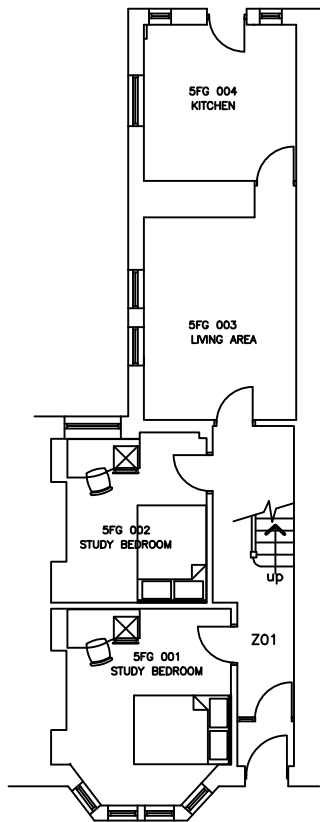 5FG 004
KITCHEN
5FG 003
LIVING AREA
5FG 002
STUDY BEDROOM
up
Z01
5FG 001
STUDY BEDROOM